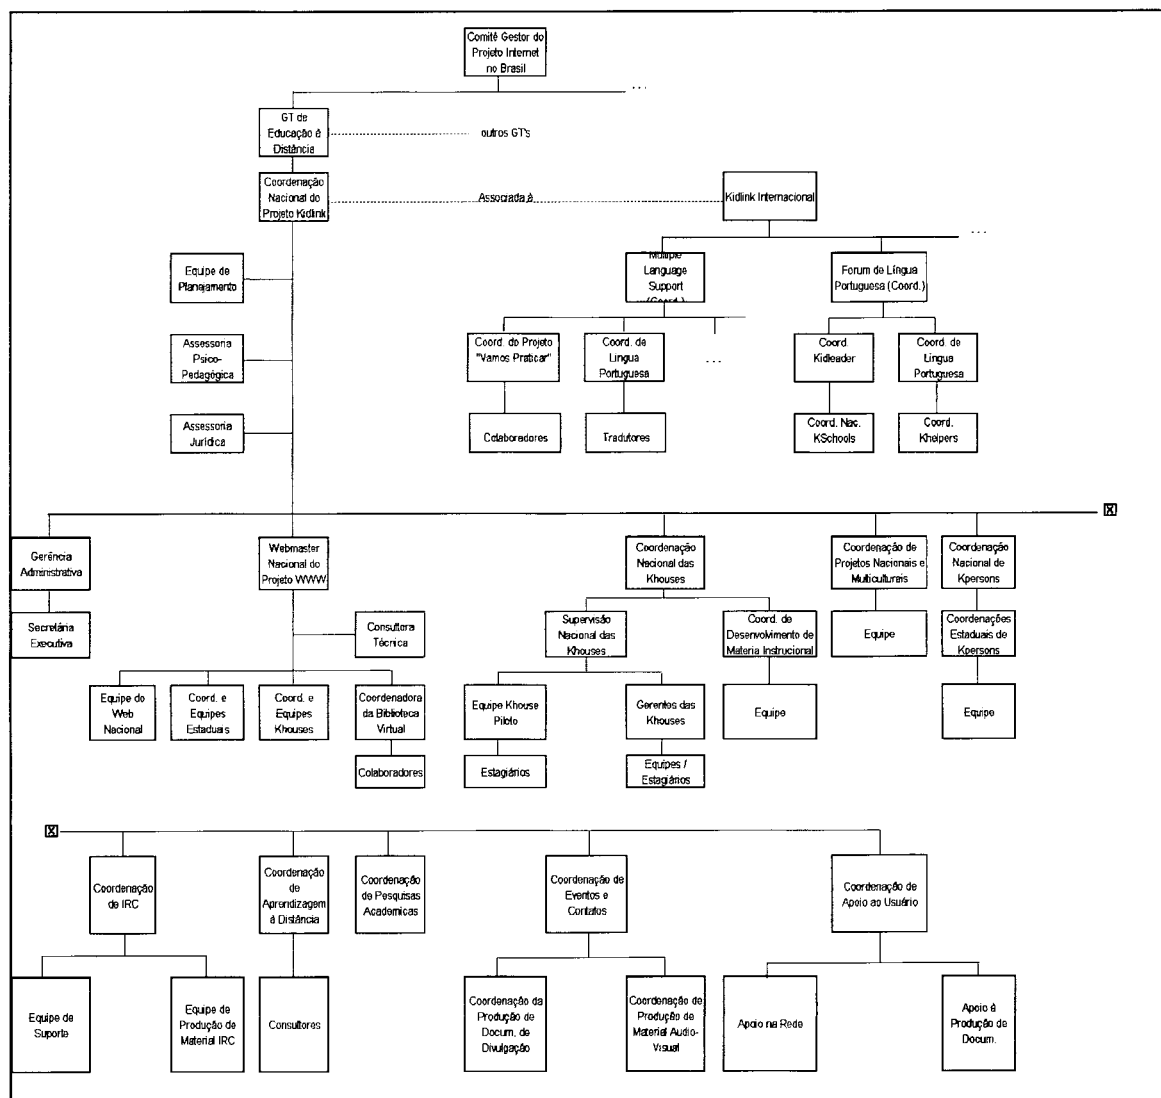 Comitê Gestor do
Projeto Internet
no Brasil
...
GT de
Educação à
Distância
outros GT's
Coordenação
Nacional do
Projeto Kidlink
Associada à
Kidlink Internacional
...
Equipe de
Planejamento
Multiple
Language
Support
(Coord.)
Forum de Língua
Portuguesa (Coord.)
Assessoria
Psico-
Pedagógica
Coord. do Projeto
"Vamos Praticar"
Coord. de
Lingua
Portuguesa
...
Coord.
Kidleader
Coord. de
Lingua
Portuguesa
Assessoria
Jurídica
Colaboradores
Tradutores
Coord. Nac.
KSchools
Coord.
Khelpers
X
Gerência
Administrativa
Webmaster
Nacional do
Projeto WWW
Coordenação
Nacional das
Khouses
Coordenação de
Projetos Nacionais e
Multiculturais
Coordenação
Nacional de
Kpersons
Secretária
Executiva
Consultora
Técnica
Supervisão
Nacional das
Khouses
Coord. de
Desenvolvimento de
Materia Instrucional
Equipe
Coordenações
Estaduais de
Kpersons
Equipe do
Web
Nacional
Coord. e
Equipes
Estaduais
Coord. e
Equipes
Khouses
Coordenadora
da Biblioteca
Virtual
Equipe Khouse
Piloto
Gerentes das
Khouses
Equipe
Equipe
Colaboradores
Estagiários
Equipes /
Estagiários
X
Coordenação
de IRC
Coordenação
de
Aprendizagem
à Distância
Coordenação
de Pesquisas
Academicas
Coordenação de
Eventos e
Contatos
Coordenação de
Apoio ao Usuário
Equipe de
Suporte
Equipe de
Produção de
Material IRC
Consultores
Coordenação da
Produção de
Docum. de
Divulgação
Coordenação de
Produção de
Material Audio-
Visual
Apoio na Rede
Apoio à
Produção de
Docum.